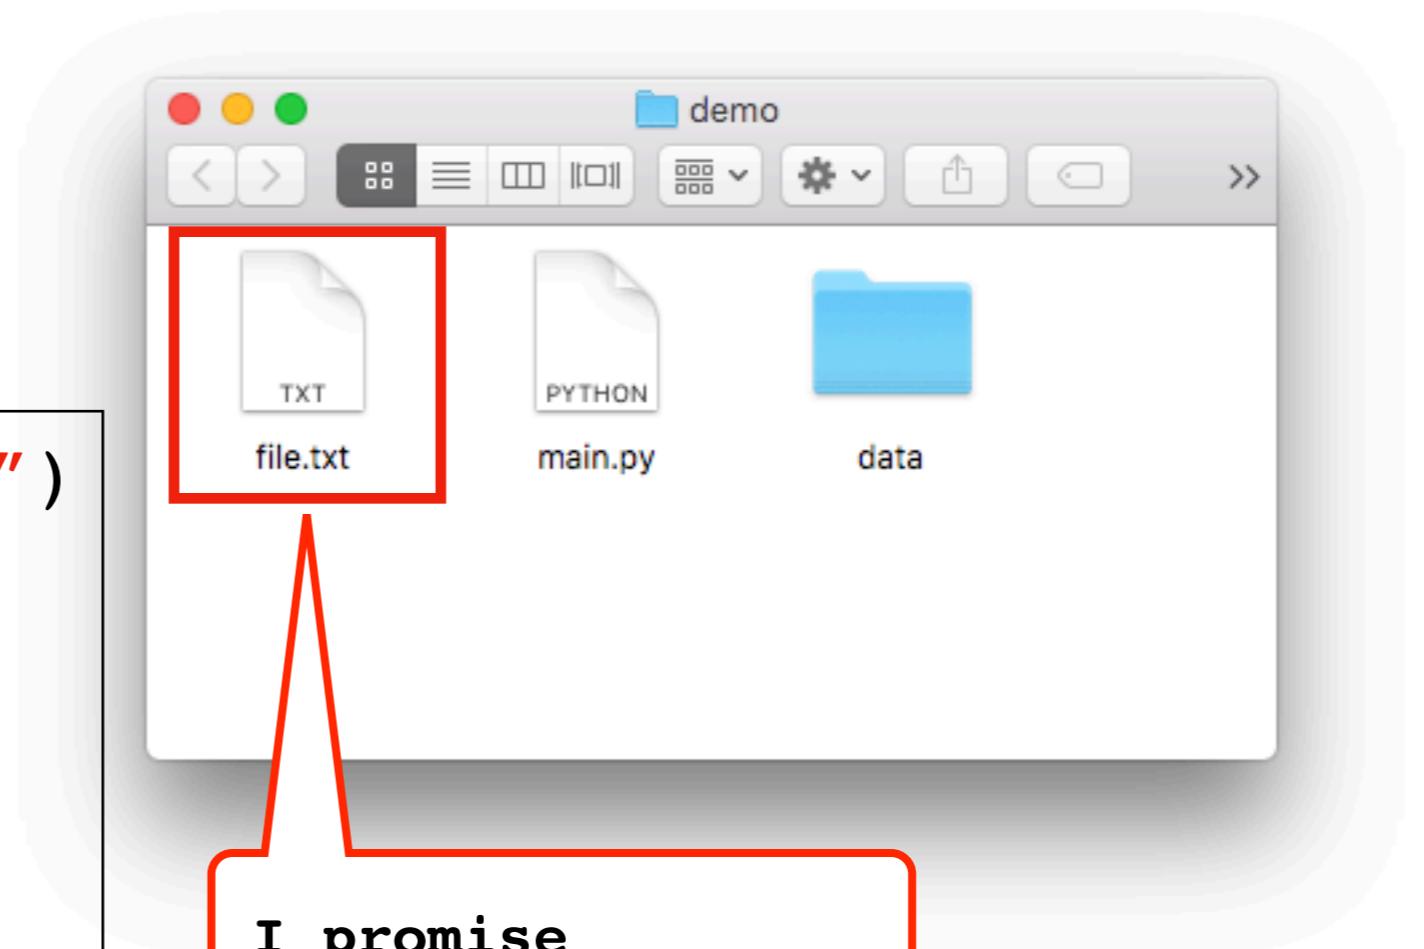 demo
TXT
PYTHON
file.txt
main.py
data
")
I promise